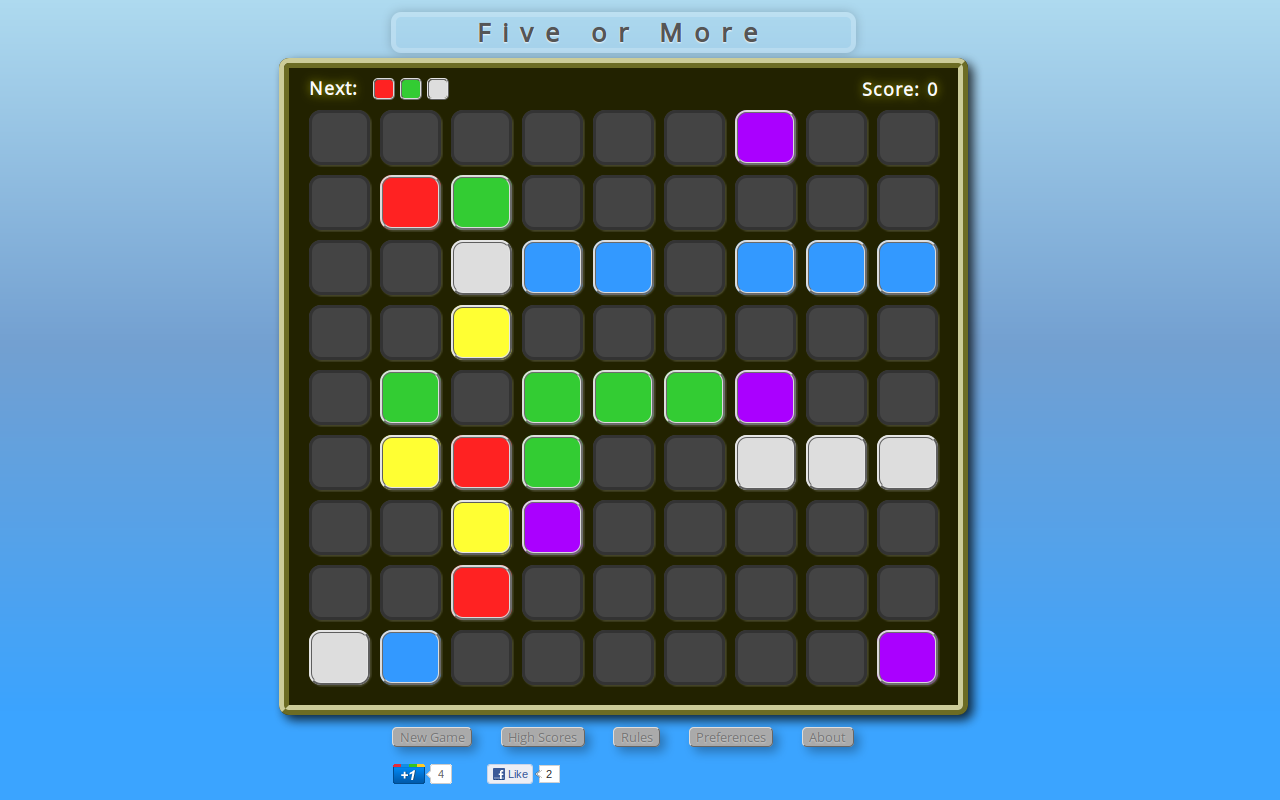 Five or More
Next:
Score: 0
New Game
High Scores
Rules
Preferences
About
+1
4
Like
2